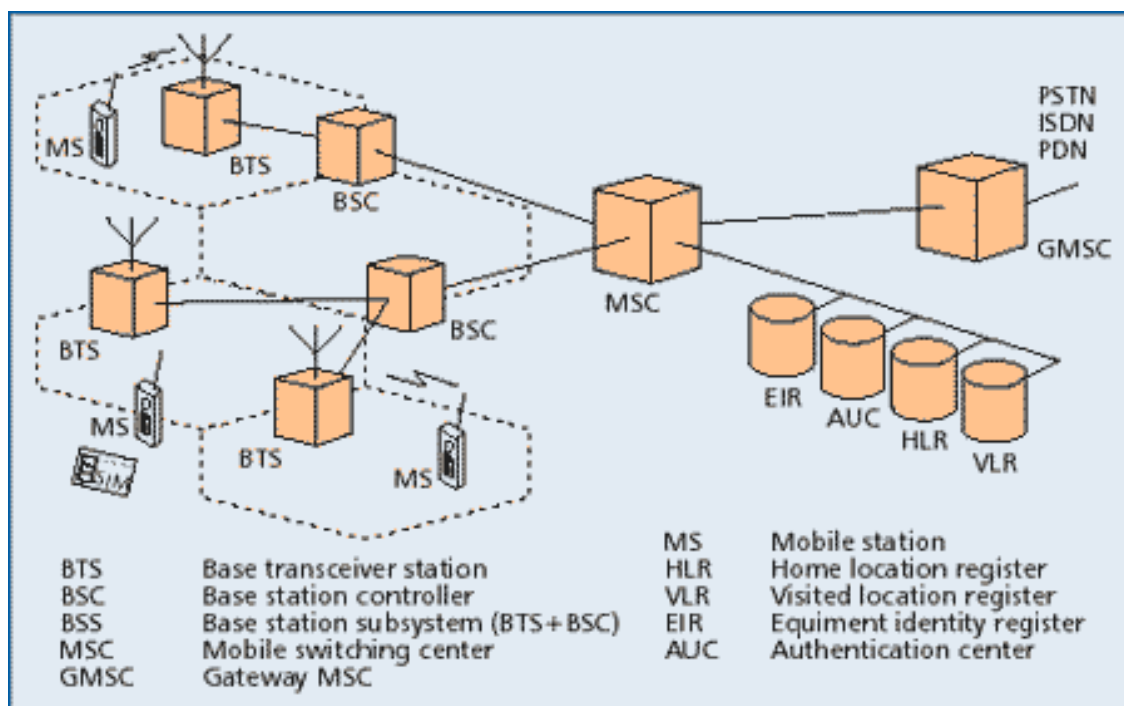 PSTN
ISDN
PDN
MS
BTS
BSC
GMSC
MSC
BTS
BSC
EIR
AUC
HLR
VLR
MS
SIM
BTS
MS
BTS Base transceiver station
BSC Base station controller
BSS Base station subsystem (BTS+BSC)
MSC Mobile switching center
GMSC Gateway MSC
MS Mobile station
HLR Home location register
VLR Visited location register
EIR Equiment identity register
AUC Authentication center